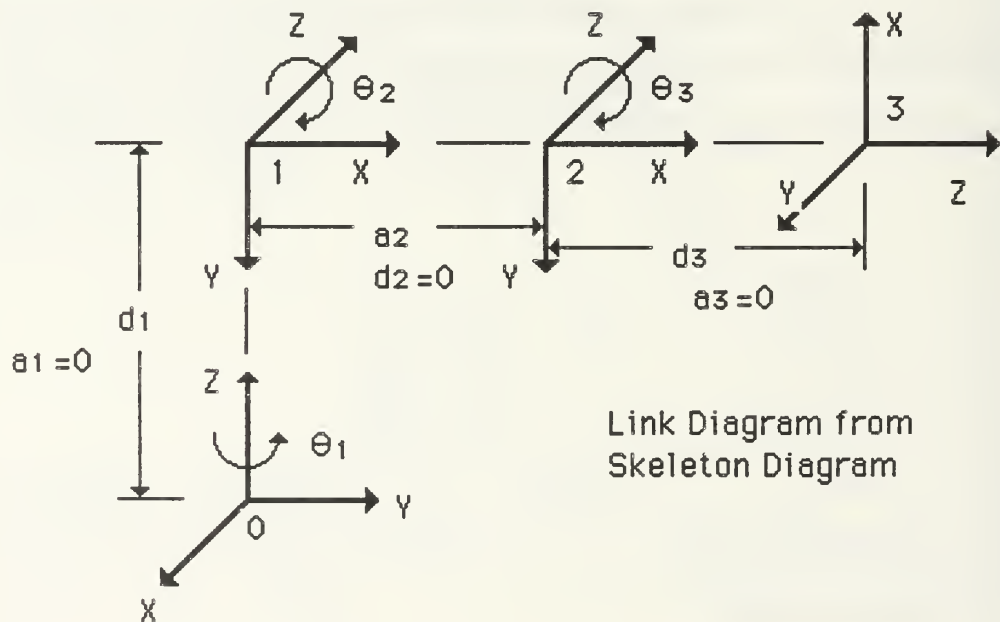 Z
Z
X
θ2
θ3
3
1
X
2
X
Y
Z
a2
Y
d2=0
Y
d3
a3=0
d1
a1=0
Z
θ1
Link Diagram from
Skeleton Diagram
Y
0
X